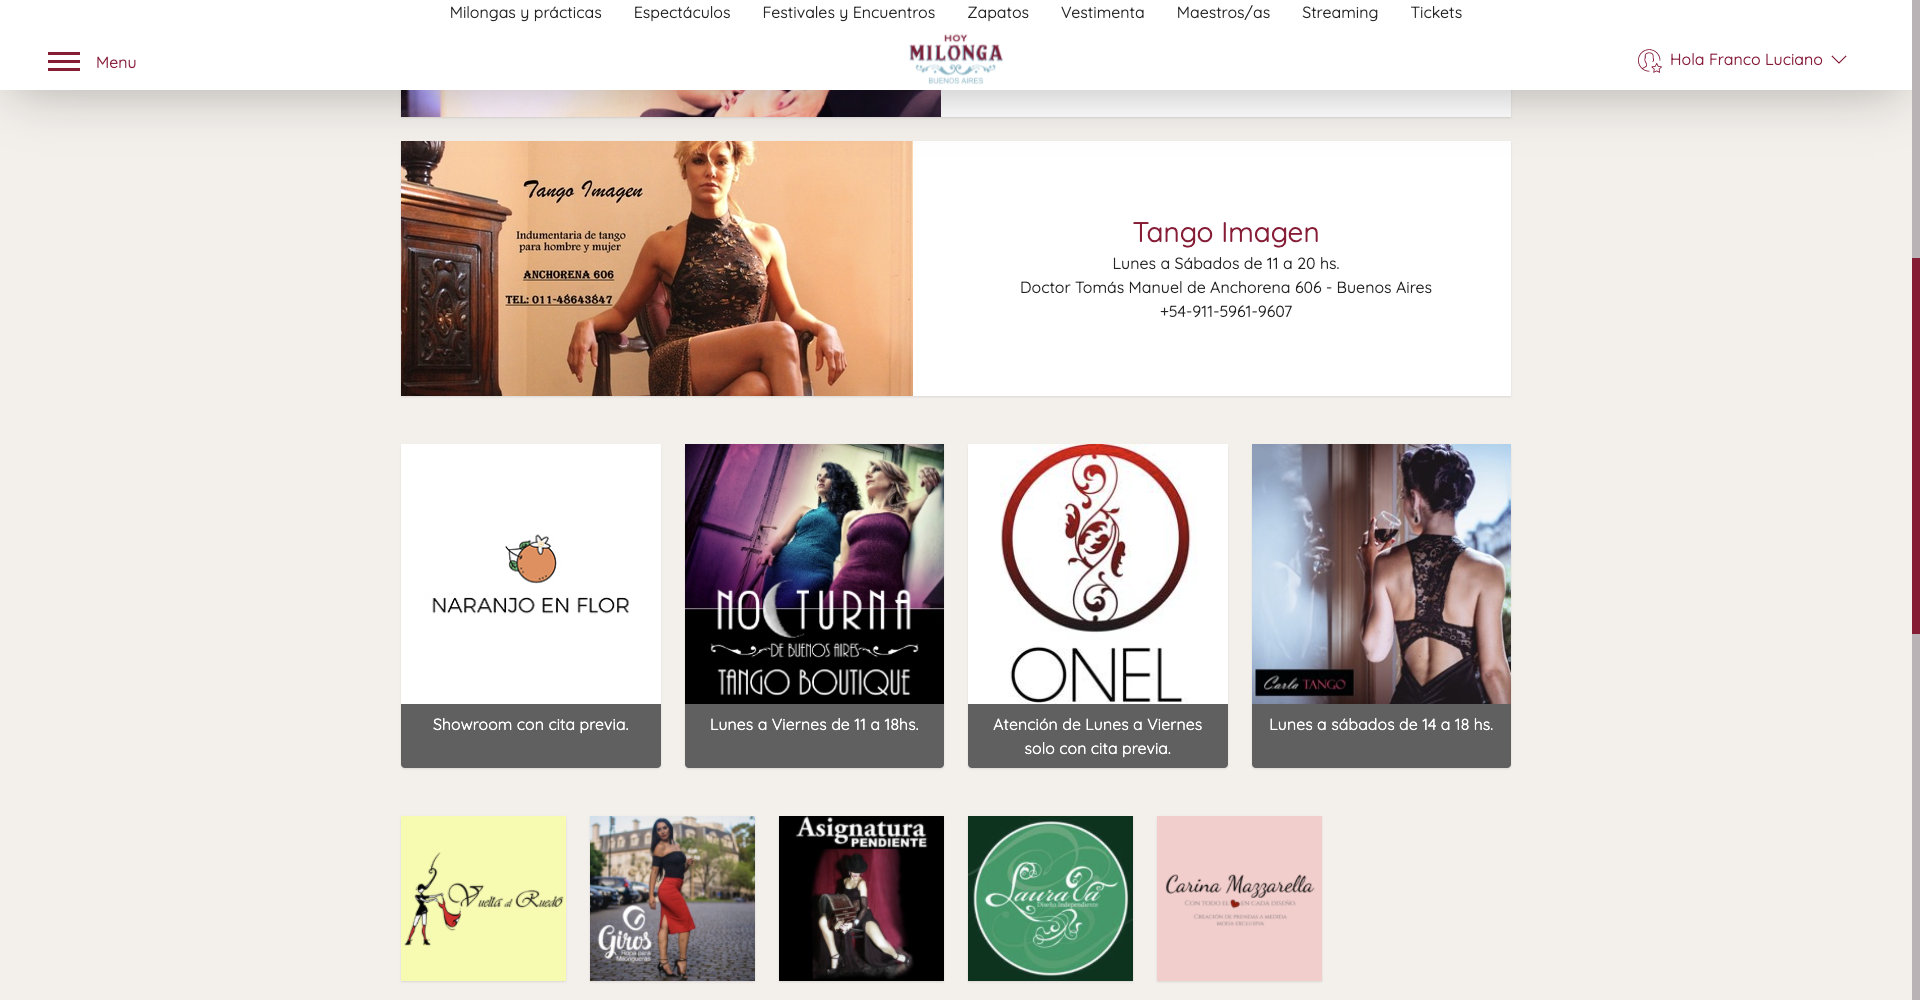 Milongas y prácticas
Espectáculos
Festivales y Encuentros
Zapatos
Vestimenta
Maestros/as
Streaming
Tickets
Menu
HOY
MILONGA
BUENOS AIRES
Hola Franco Luciano
Tango Imagen
Indumentaria de tango
para hombre y mujer
ANCHORENA 606
TEL: 011-48643847
Tango Imagen
Lunes a Sábados de 11 a 20 hs.
Doctor Tomás Manuel de Anchorena 606 - Buenos Aires
+54-911-5961-9607
NARANJO EN FLOR
Showroom con cita previa.
NOCTURNA
DE BUENOS AIRES
TANGO BOUTIQUE
Lunes a Viernes de 11 a 18hs.
ONEL
Atención de Lunes a Viernes
solo con cita previa.
Carla TANGO
Lunes a sábados de 14 a 18 hs.
Vuelta al Ruedo
Giros
Ropa para
Milongueras
Asignatura
PENDIENTE
Laura Cá
Diseño independiente
Carina Mazzarella
CON TODO EL EN CADA DISEÑO
CREACIÓN DE PRENDAS A MEDIDA
MODA EXCLUSIVA